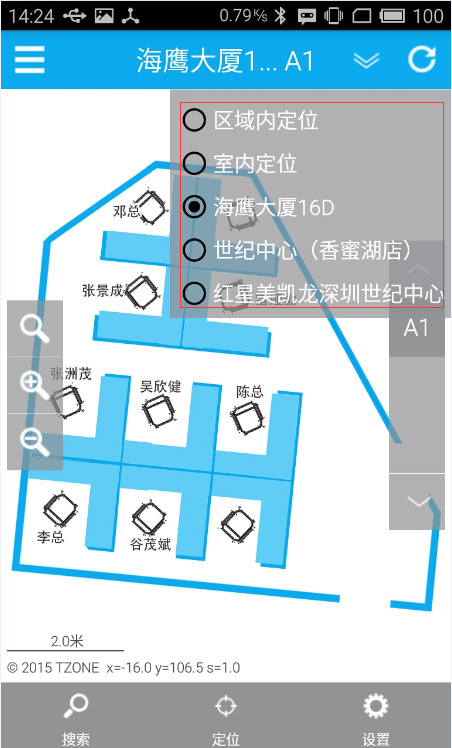 14:24
0.79 K/s
100
海鹰大厦1... A1
区域内定位
室内定位
海鹰大厦16D
世纪中心（香蜜湖店）
红星美凯龙深圳世纪中心
A1
邓总
张景成
张洲茂
吴欣健
陈总
李总
谷茂斌
2.0米
© 2015 TZONE x=-16.0 y=106.5 s=1.0
搜索
定位
设置